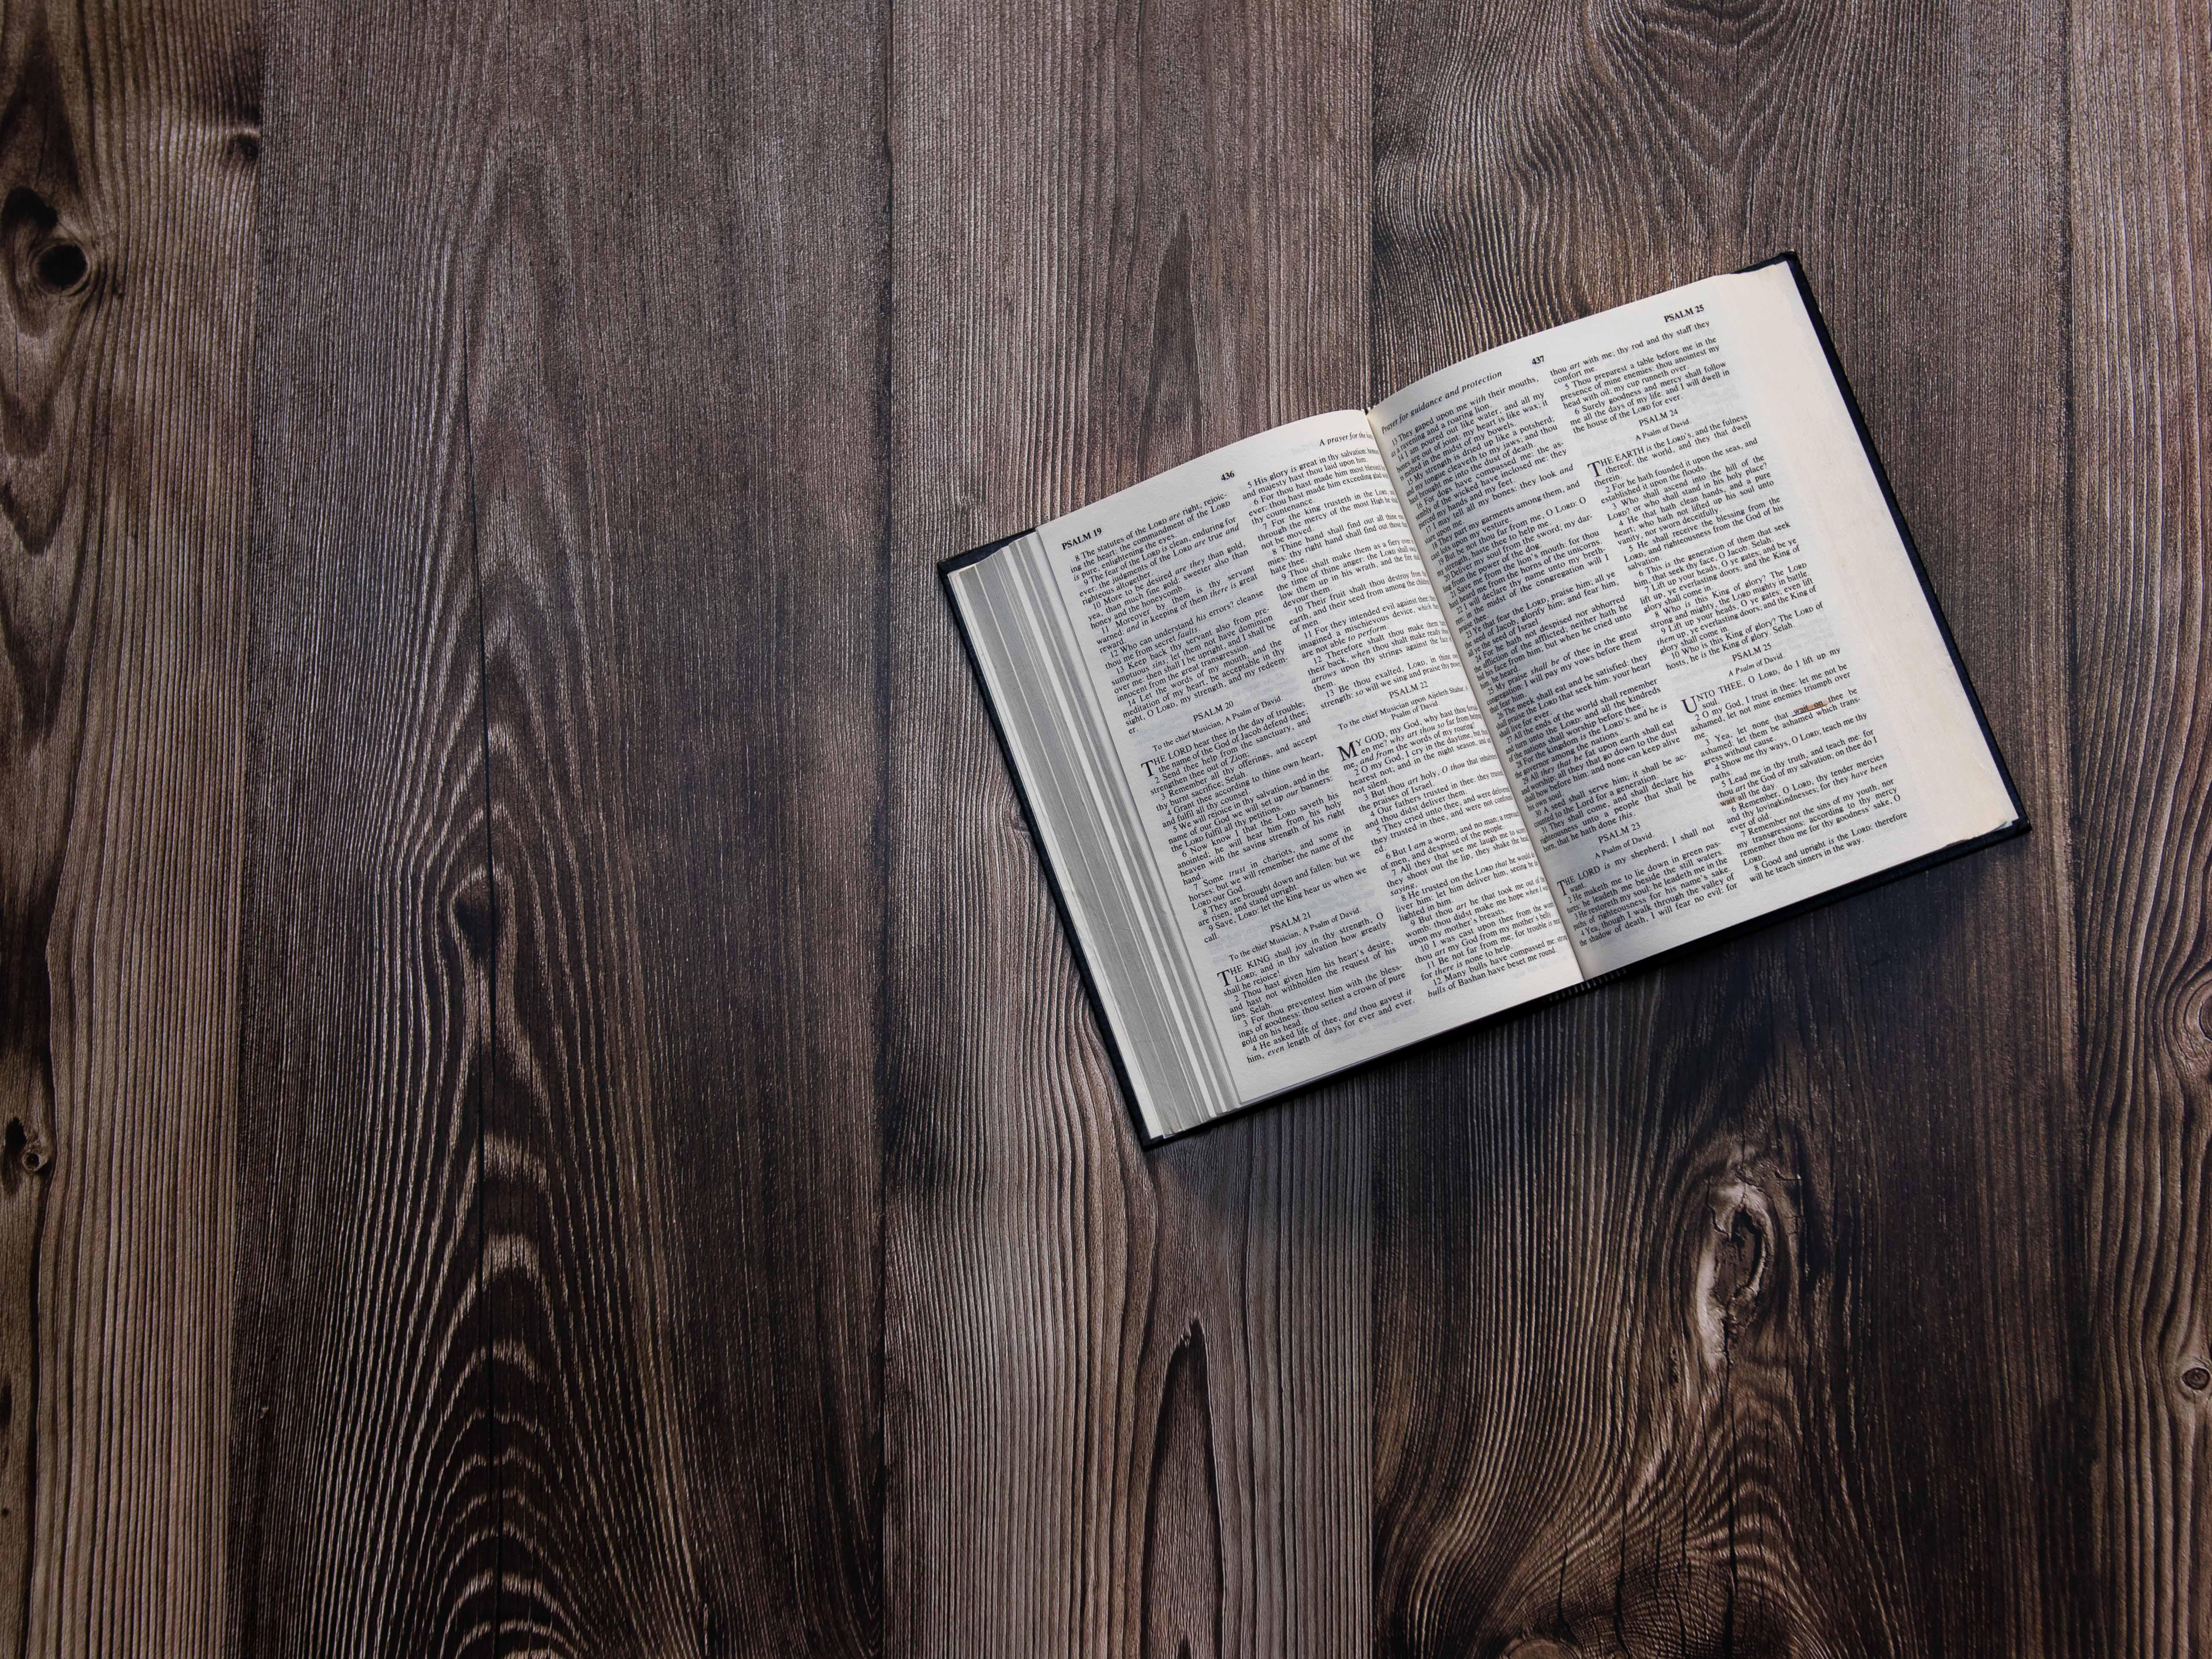 PSALM 19
436
A prayer for the
8 The statutes of the LORD are right, rejoic-
ing the heart: the commandment of the LORD
is pure, enlightening the eyes.
9 The fear of the LORD is clean, enduring for
ever: the judgments of the LORD are true and
righteous altogether.
10 More to be desired are they than gold,
yea, than much fine gold: sweeter also than
honey and the honeycomb.
11 Moreover by them is thy servant
warned: and in keeping of them there is great
reward.
12 Who can understand his errors? cleanse
thou me from secret faults.
13 Keep back thy servant also from pre-
sumptuous sins; let them not have dominion
over me: then shall I be upright, and I shall be
innocent from the great transgression.
14 Let the words of my mouth, and the
meditation of my heart, be acceptable in thy
sight, O LORD, my strength, and my redeem-
er.
PSALM 20
To the chief Musician, A Psalm of David.
THE LORD hear thee in the day of trouble;
the name of the God of Jacob defend thee;
2 Send thee help from the sanctuary, and
strengthen thee out of Zion;
3 Remember all thy offerings, and accept
thy burnt sacrifice; Selah.
4 Grant thee according to thine own heart,
and fulfil all thy counsel.
5 We will rejoice in thy salvation, and in the
name of our God we will set up our banners:
the LORD fulfil all thy petitions.
6 Now know I that the LORD saveth his
anointed; he will hear him from his holy
heaven with the saving strength of his right
hand.
7 Some trust in chariots, and some in
horses: but we will remember the name of the
LORD our God.
8 They are brought down and fallen: but we
are risen, and stand upright.
9 Save, LORD: let the king hear us when we
call.
PSALM 21
To the chief Musician, A Psalm of David.
THE KING shall joy in thy strength, O
LORD; and in thy salvation how greatly
shall he rejoice!
2 Thou hast given him his heart's desire,
and hast not withholden the request of his
lips. Selah.
3 For thou preventest him with the bless-
ings of goodness: thou settest a crown of pure
gold on his head.
4 He asked life of thee, and thou gavest it
him, even length of days for ever and ever.
5 His glory is great in thy salvation: honour
and majesty hast thou laid upon him.
6 For thou hast made him most blessed for
ever: thou hast made him exceeding glad with
thy countenance.
7 For the king trusteth in the LORD, and
through the mercy of the most High he shall
not be moved.
8 Thine hand shall find out all thine ene-
mies: thy right hand shall find out those that
hate thee.
9 Thou shalt make them as a fiery oven in
the time of thine anger: the LORD shall swal-
low them up in his wrath, and the fire shall
devour them.
10 Their fruit shalt thou destroy from the
earth, and their seed from among the children
of men.
11 For they intended evil against thee: they
imagined a mischievous device, which they
are not able to perform.
12 Therefore shalt thou make them turn
their back, when thou shalt make ready thine
arrows upon thy strings against the face of
them.
13 Be thou exalted, LORD, in thine own
strength: so will we sing and praise thy power.
PSALM 22
To the chief Musician upon Aijeleth Shahar, A
Psalm of David.
MY GOD, my God, why hast thou forsak-
en me? why art thou so far from helping
me, and from the words of my roaring?
2 O my God, I cry in the daytime, but thou
hearest not; and in the night season, and am
not silent.
3 But thou art holy, O thou that inhabitest
the praises of Israel.
4 Our fathers trusted in thee: they trusted,
and thou didst deliver them.
5 They cried unto thee, and were delivered:
they trusted in thee, and were not confound-
ed.
6 But I am a worm, and no man; a reproach
of men, and despised of the people.
7 All they that see me laugh me to scorn:
they shoot out the lip, they shake the head,
saying,
8 He trusted on the LORD that he would de-
liver him: let him deliver him, seeing he de-
lighted in him.
9 But thou art he that took me out of the
womb: thou didst make me hope when I was
upon my mother's breasts.
10 I was cast upon thee from the womb:
thou art my God from my mother's belly.
11 Be not far from me; for trouble is near;
for there is none to help.
12 Many bulls have compassed me: strong
bulls of Bashan have beset me round.
Prayer for guidance and protection
437
PSALM 25
13 They gaped upon me with their mouths,
as a ravening and a roaring lion.
14 I am poured out like water, and all my
bones are out of joint: my heart is like wax; it
is melted in the midst of my bowels.
15 My strength is dried up like a potsherd;
and my tongue cleaveth to my jaws; and thou
hast brought me into the dust of death.
16 For dogs have compassed me: the as-
sembly of the wicked have inclosed me: they
pierced my hands and my feet.
17 I may tell all my bones: they look and
stare upon me.
18 They part my garments among them, and
cast lots upon my vesture.
19 But be not thou far from me, O LORD: O
my strength, haste thee to help me.
20 Deliver my soul from the sword; my dar-
ling from the power of the dog.
21 Save me from the lion's mouth: for thou
hast heard me from the horns of the unicorns.
22 I will declare thy name unto my breth-
ren: in the midst of the congregation will I
praise thee.
23 Ye that fear the LORD, praise him; all ye
the seed of Jacob, glorify him; and fear him,
all ye the seed of Israel.
24 For he hath not despised nor abhorred
the affliction of the afflicted; neither hath he
hid his face from him; but when he cried unto
him, he heard.
25 My praise shall be of thee in the great
congregation: I will pay my vows before them
that fear him.
26 The meek shall eat and be satisfied: they
shall praise the LORD that seek him: your heart
shall live for ever.
27 All the ends of the world shall remember
and turn unto the LORD: and all the kindreds
of the nations shall worship before thee.
28 For the kingdom is the LORD's: and he is
the governor among the nations.
29 All they that be fat upon earth shall eat
and worship: all they that go down to the dust
shall bow before him: and none can keep alive
his own soul.
30 A seed shall serve him; it shall be ac-
counted to the Lord for a generation.
31 They shall come, and shall declare his
righteousness unto a people that shall be
born, that he hath done this.
PSALM 23
A Psalm of David.
THE LORD is my shepherd; I shall not
want.
2 He maketh me to lie down in green pas-
tures: he leadeth me beside the still waters.
3 He restoreth my soul: he leadeth me in the
paths of righteousness for his name's sake.
4 Yea, though I walk through the valley of
the shadow of death, I will fear no evil: for
thou art with me; thy rod and thy staff they
comfort me.
5 Thou preparest a table before me in the
presence of mine enemies: thou anointest my
head with oil; my cup runneth over.
6 Surely goodness and mercy shall follow
me all the days of my life: and I will dwell in
the house of the LORD for ever.
PSALM 24
A Psalm of David.
THE EARTH is the LORD's, and the fulness
thereof; the world, and they that dwell
therein.
2 For he hath founded it upon the seas, and
established it upon the floods.
3 Who shall ascend into the hill of the
LORD? or who shall stand in his holy place?
4 He that hath clean hands, and a pure
heart; who hath not lifted up his soul unto
vanity, nor sworn deceitfully.
5 He shall receive the blessing from the
LORD, and righteousness from the God of his
salvation.
6 This is the generation of them that seek
him, that seek thy face, O Jacob. Selah.
7 Lift up your heads, O ye gates; and be ye
lift up, ye everlasting doors; and the King of
glory shall come in.
8 Who is this King of glory? The LORD
strong and mighty, the LORD mighty in battle.
9 Lift up your heads, O ye gates; even lift
them up, ye everlasting doors; and the King of
glory shall come in.
10 Who is this King of glory? The LORD of
hosts, he is the King of glory. Selah.
PSALM 25
A Psalm of David.
UNTO THEE, O LORD, do I lift up my
soul.
2 O my God, I trust in thee: let me not be
ashamed, let not mine enemies triumph over
me.
3 Yea, let none that wait on thee be
ashamed: let them be ashamed which trans-
gress without cause.
4 Show me thy ways, O LORD; teach me thy
paths.
5 Lead me in thy truth, and teach me: for
thou art the God of my salvation; on thee do I
wait all the day.
6 Remember, O LORD, thy tender mercies
and thy lovingkindnesses; for they have been
ever of old.
7 Remember not the sins of my youth, nor
my transgressions: according to thy mercy
remember thou me for thy goodness' sake, O
LORD.
8 Good and upright is the LORD: therefore
will he teach sinners in the way.